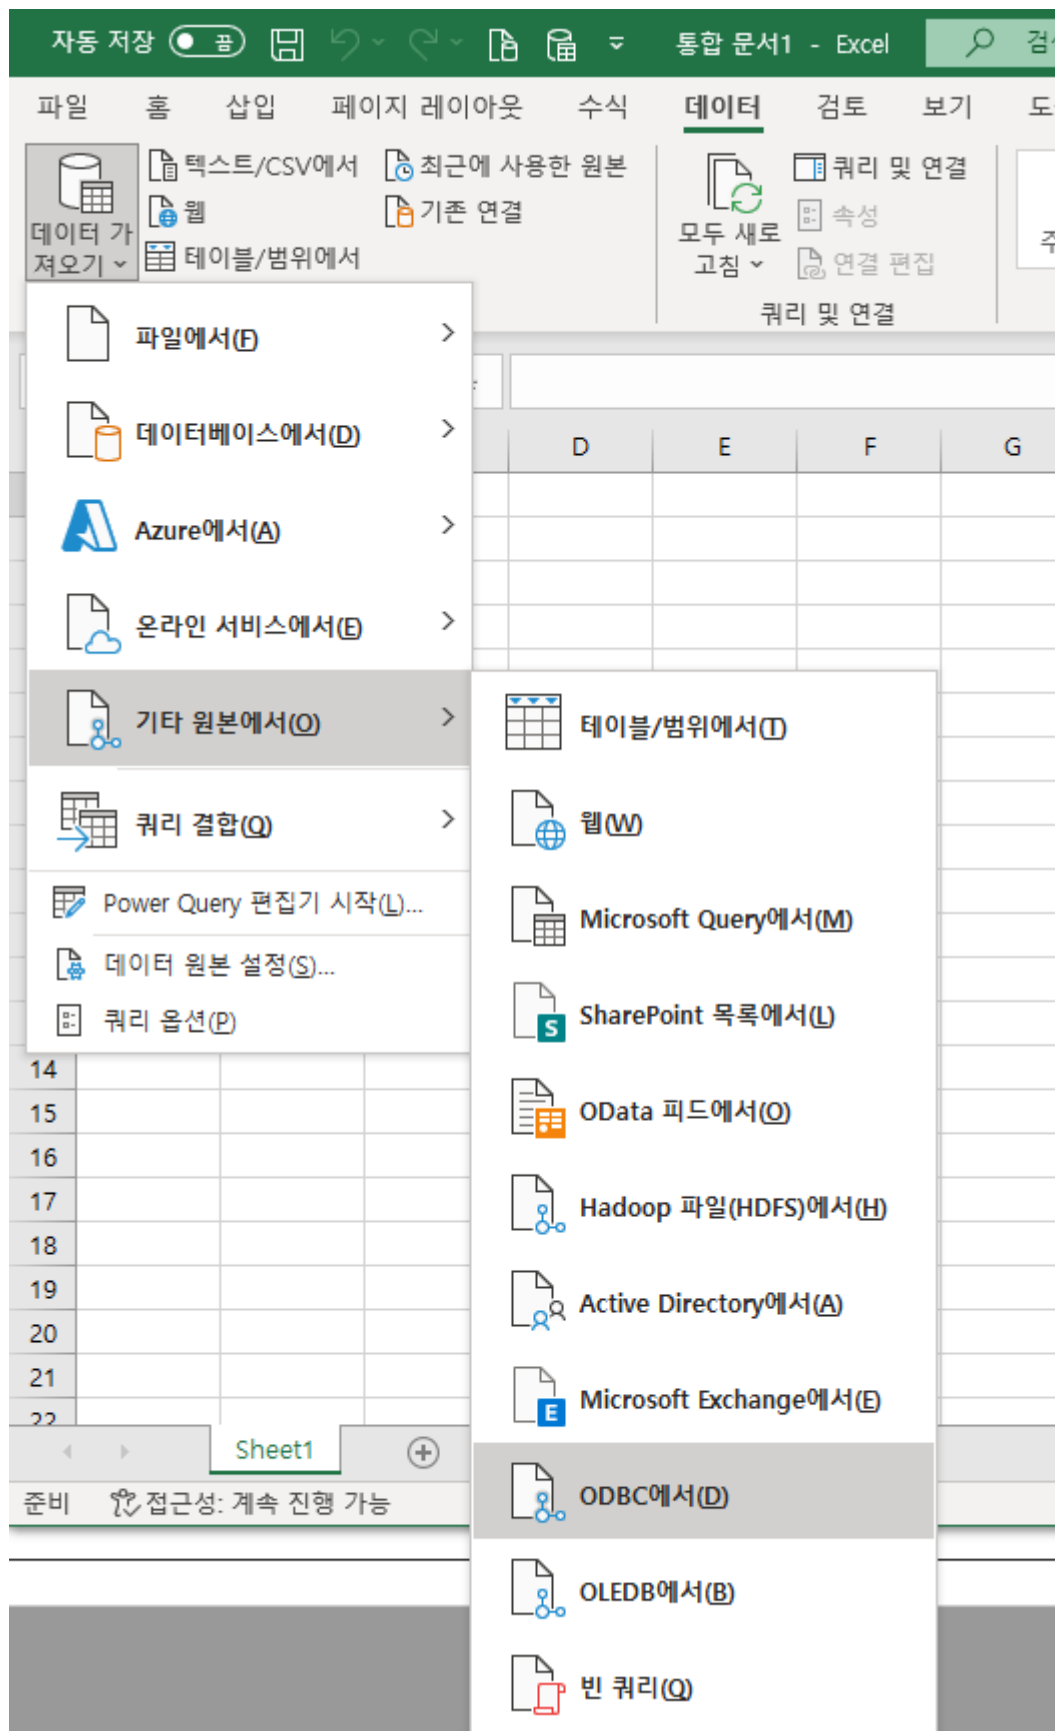 자동 저장 끔 통합 문서1 - Excel
파일 홈 삽입 페이지 레이아웃 수식 데이터 검토 보기
데이터 가
져오기
텍스트/CSV에서
웹
테이블/범위에서
최근에 사용한 원본
기존 연결
모두 새로
고침
쿼리 및 연결
속성
연결 편집
쿼리 및 연결
파일에서(F)
데이터베이스에서(D)
Azure에서(A)
온라인 서비스에서(E)
기타 원본에서(O)
쿼리 결합(Q)
Power Query 편집기 시작(L)...
데이터 원본 설정(S)...
쿼리 옵션(P)
D E F G
테이블/범위에서(T)
웹(W)
Microsoft Query에서(M)
SharePoint 목록에서(L)
OData 피드에서(O)
Hadoop 파일(HDFS)에서(H)
Active Directory에서(A)
Microsoft Exchange에서(E)
ODBC에서(D)
OLEDB에서(B)
빈 쿼리(Q)
14
15
16
17
18
19
20
21
22
Sheet1
준비 접근성: 계속 진행 가능